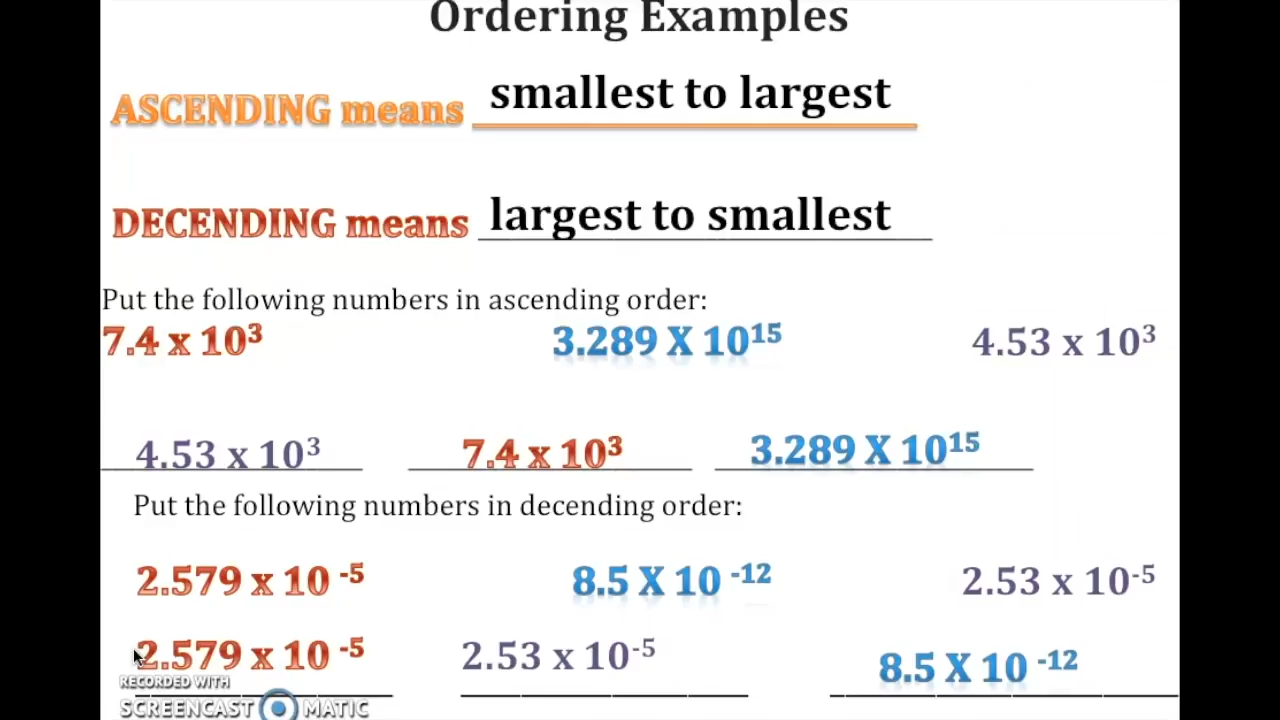 Ordering Examples
ASCENDING means smallest to largest
DECENDING means largest to smallest
Put the following numbers in ascending order:
7.4 x 10³ 3.289 X 10¹⁵ 4.53 x 10³
4.53 x 10³ 7.4 x 10³ 3.289 X 10¹⁵
Put the following numbers in decending order:
2.579 x 10 ⁻⁵ 8.5 X 10 ⁻¹² 2.53 x 10⁻⁵
2.579 x 10 ⁻⁵ 2.53 x 10⁻⁵ 8.5 X 10 ⁻¹²
RECORDED WITH
SCREENCAST MATIC